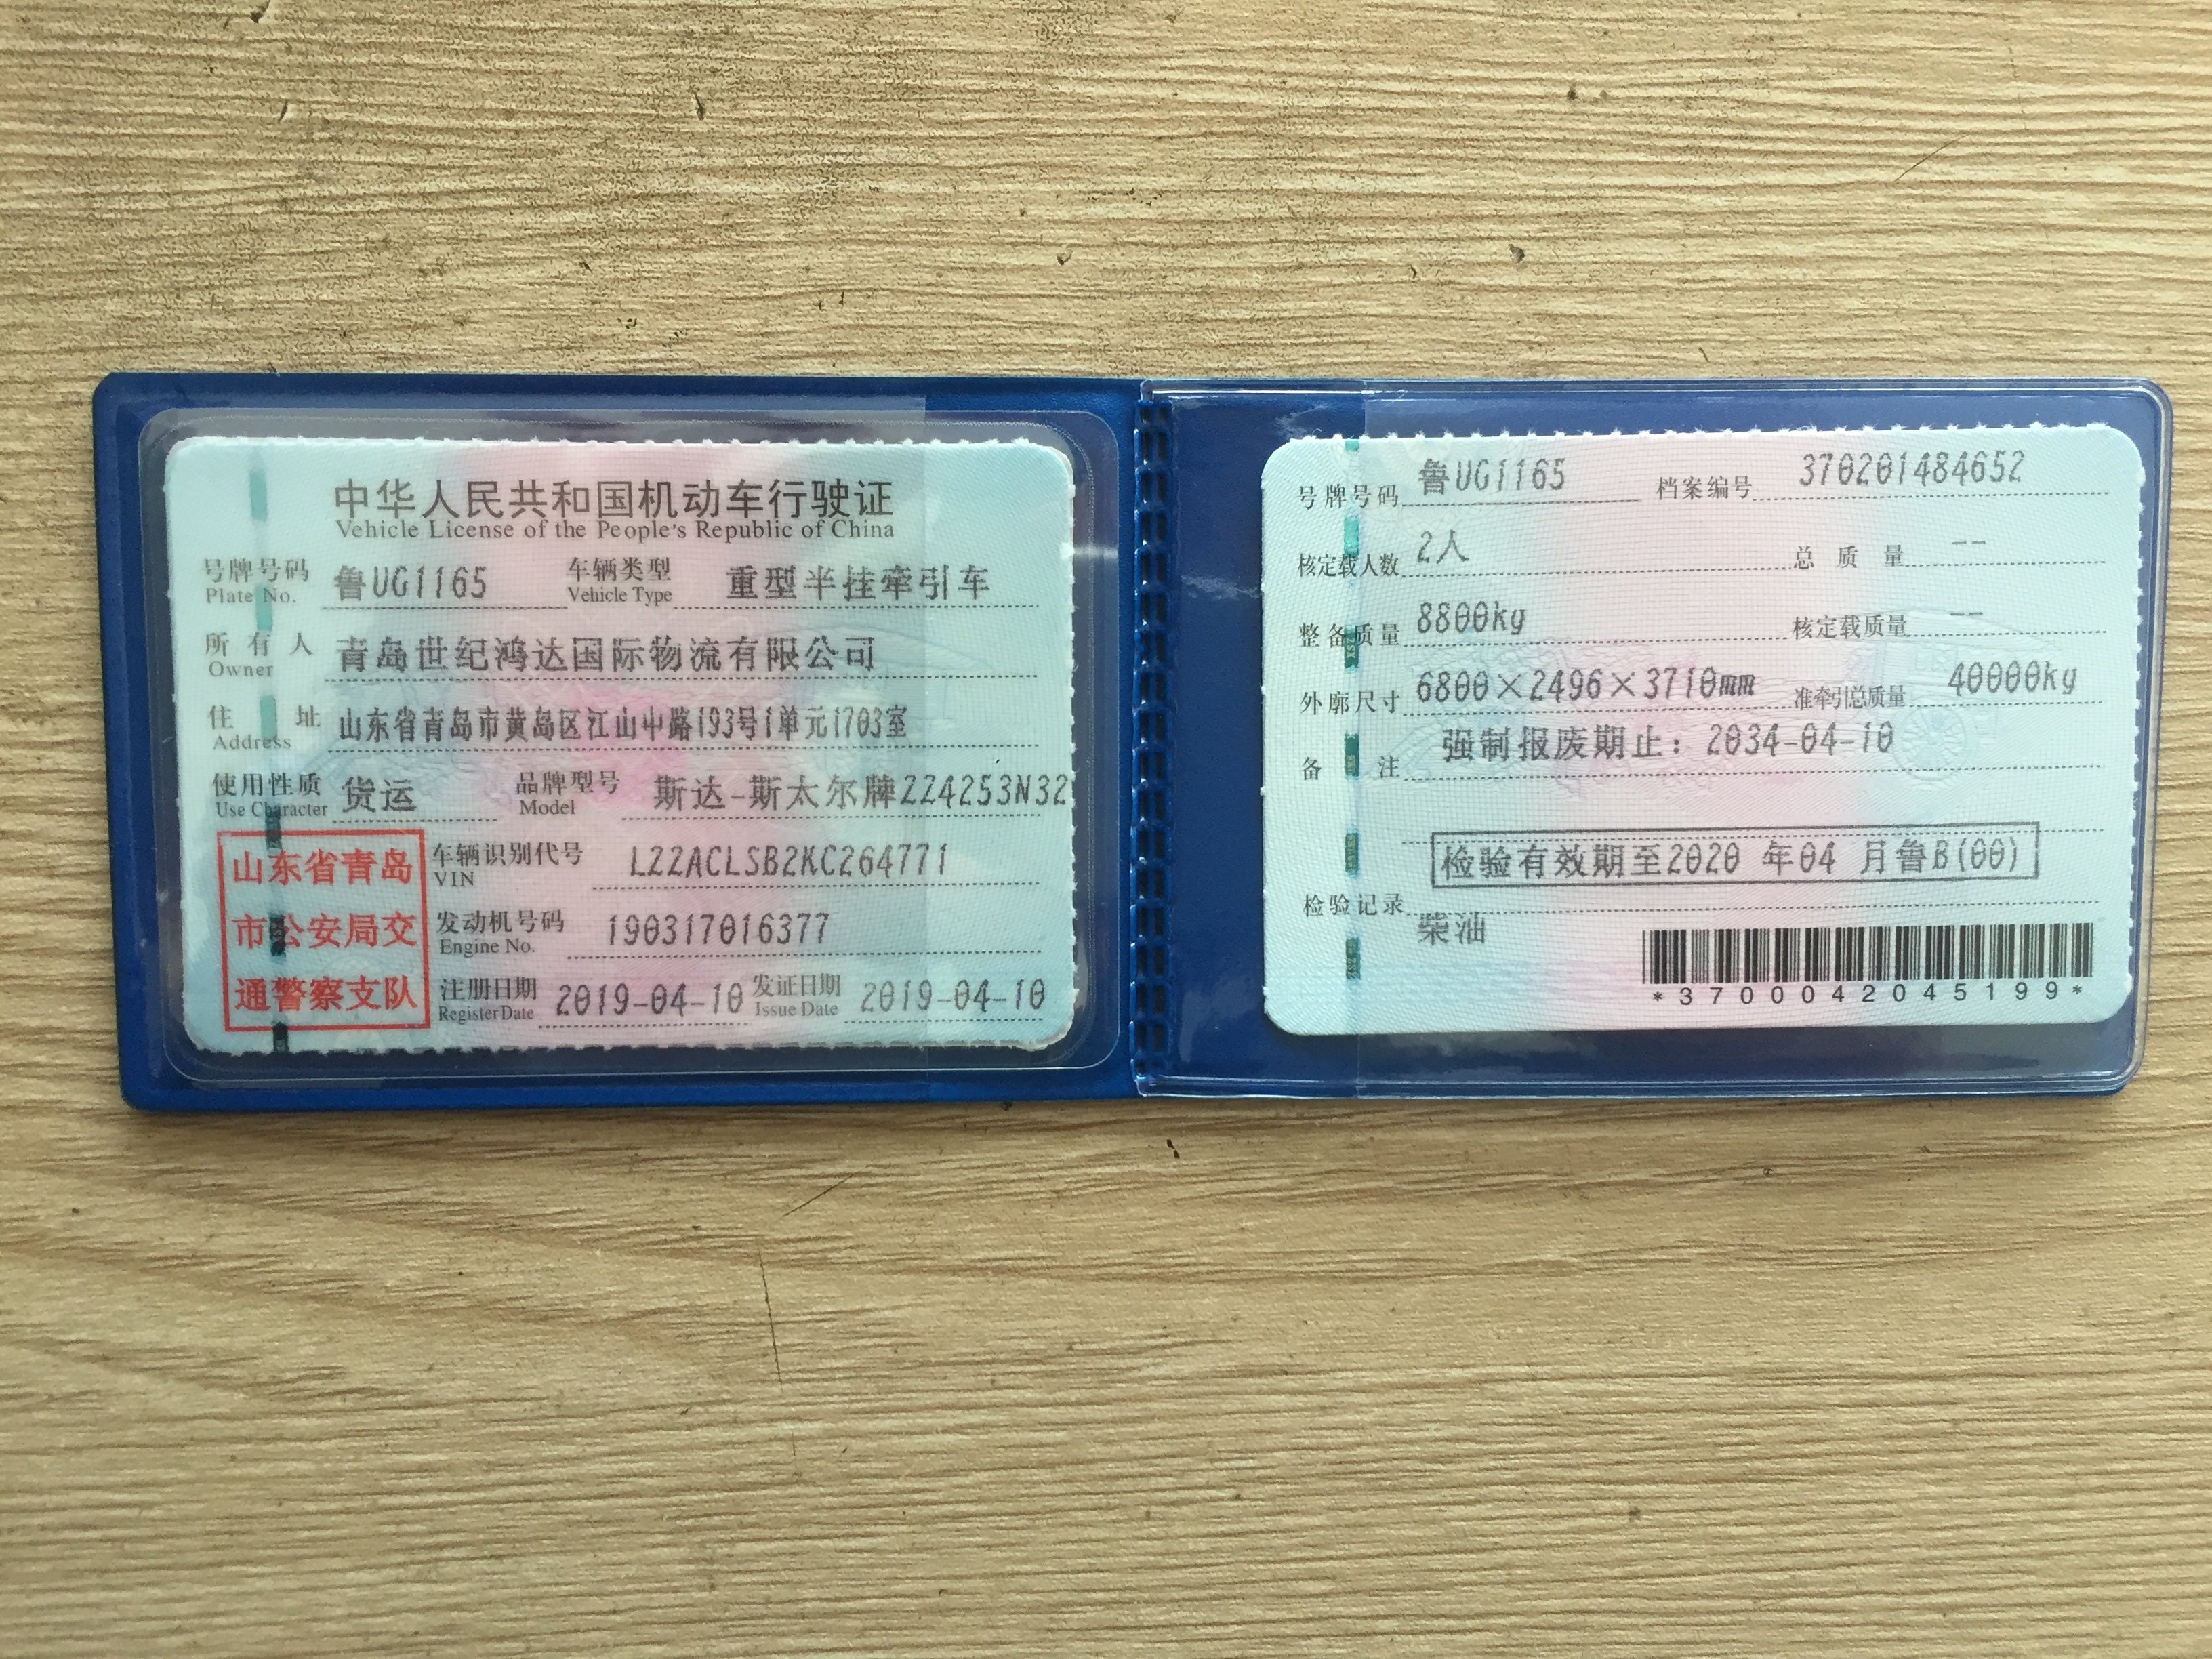 中华人民共和国机动车行驶证
Vehicle License of the People's Republic of China
号牌号码 鲁UG1165 车辆类型 重型半挂牵引车
Plate No. Vehicle Type
所有人 青岛世纪鸿达国际物流有限公司
Owner
住址 山东省青岛市黄岛区江山中路193号1单元1703室
Address
使用性质 货运 品牌型号 斯达-斯太尔牌ZZ4253N32
Use Character Model
山东省青岛
市公安局交
通警察支队
车辆识别代号 LZZACLSB2KC264771
VIN
发动机号码 190317016377
Engine No.
注册日期 2019-04-10 发证日期 2019-04-10
Register Date Issue Date
号牌号码 鲁UG1165 档案编号 370201484652
核定载人数 2人 总质量 --
整备质量 8800kg 核定载质量 --
外廓尺寸 6800×2496×3710mm 准牵引总质量 40000kg
备注 强制报废期止：2034-04-10
检验有效期至2020 年04 月鲁B(00)
检验记录
柴油
*3700042045199*